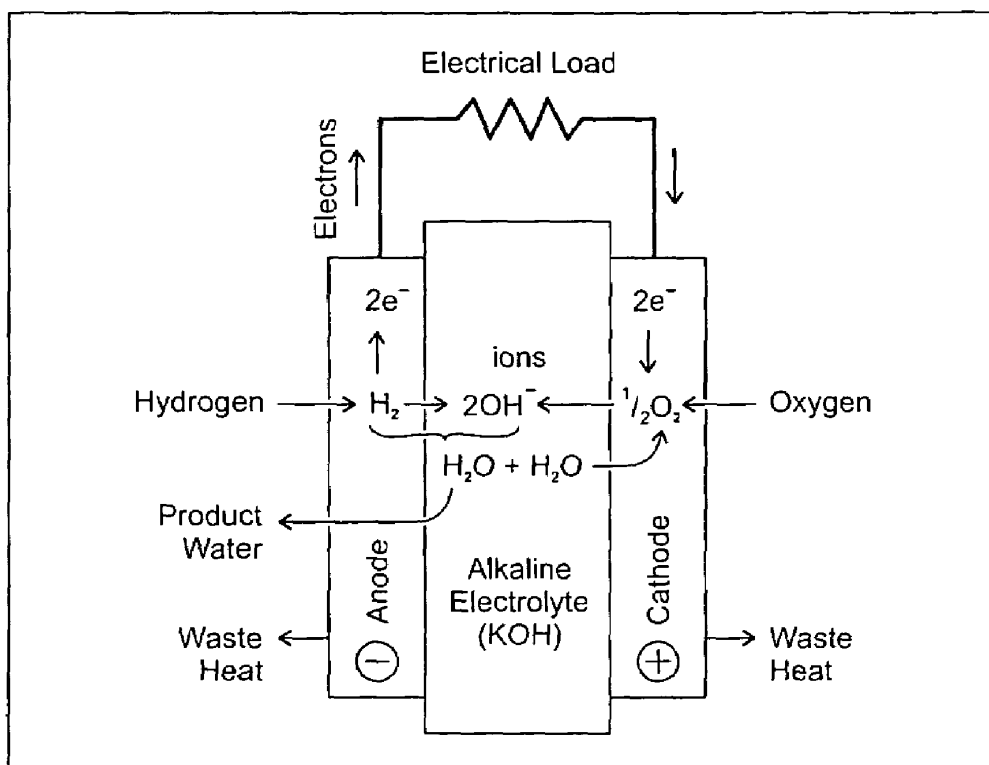 Electrical Load
Electrons
2e⁻
2e⁻
ions
Hydrogen
H₂
2OH⁻
¹/₂O₂
Oxygen
H₂O + H₂O
Product
Water
Anode
Alkaline
Electrolyte
(KOH)
Cathode
Waste
Heat
−
+
Waste
Heat